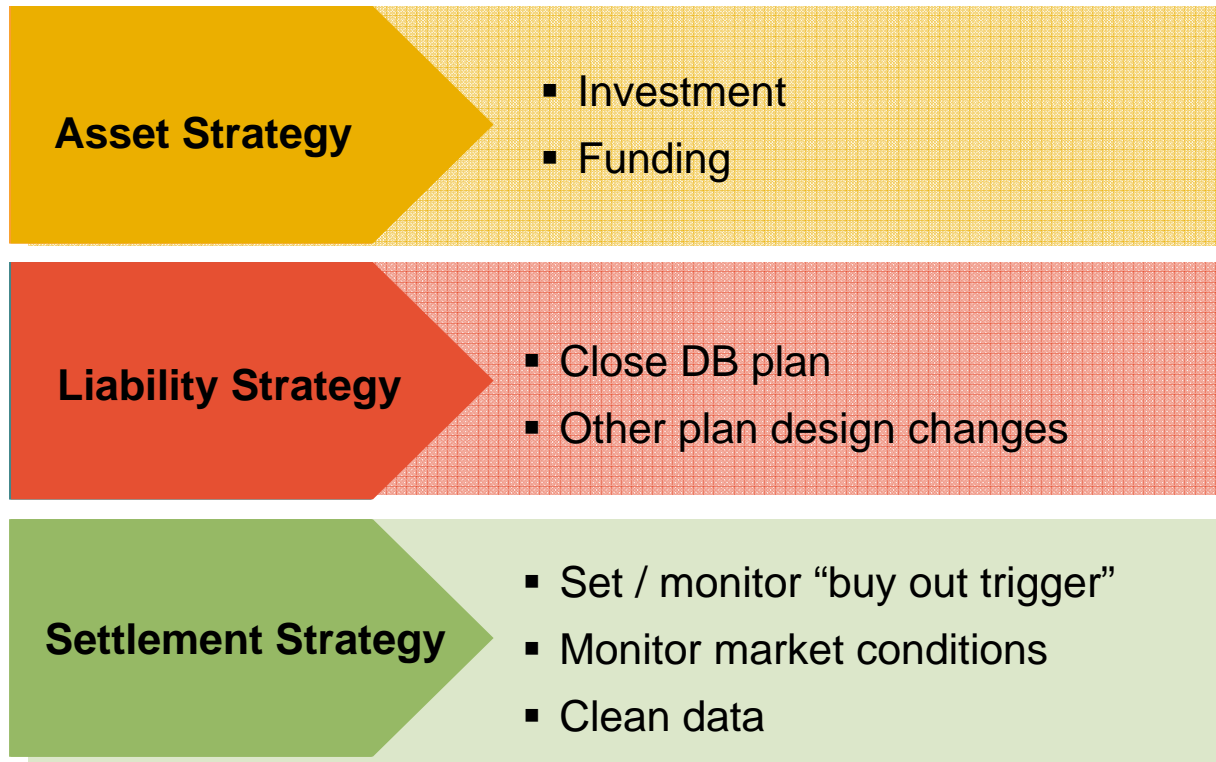 Asset Strategy
▪ Investment
▪ Funding
Liability Strategy
▪ Close DB plan
▪ Other plan design changes
Settlement Strategy
▪ Set / monitor “buy out trigger”
▪ Monitor market conditions
▪ Clean data